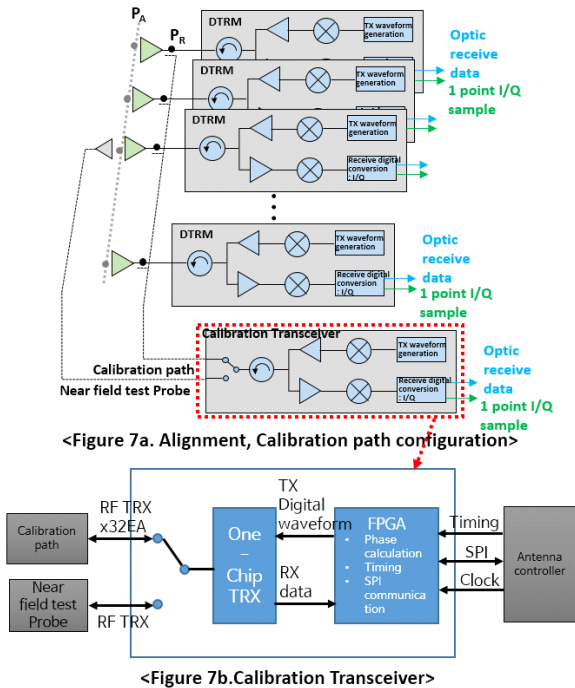 P_A
P_R
DTRM
TX waveform
generation
DTRM
TX waveform
generation
Optic
receive
data
1 point I/Q
sample
DTRM
TX waveform
generation
Receive digital
conversion
: I/Q
DTRM
TX waveform
generation
Receive digital
conversion
: I/Q
Optic
receive
data
1 point I/Q
sample
Calibration Transceiver
TX waveform
generation
Receive digital
conversion
: I/Q
Calibration path
Near field test Probe
Optic
receive
data
1 point I/Q
sample
<Figure 7a. Alignment, Calibration path configuration>
Calibration
path
RF TRX
x32EA
Near
field test
Probe
RF TRX
One
–
Chip
TRX
TX
Digital
waveform
RX
data
FPGA
• Phase
calculation
• Timing
• SPI
communica
tion
Timing
SPI
Clock
Antenna
controller
<Figure 7b.Calibration Transceiver>